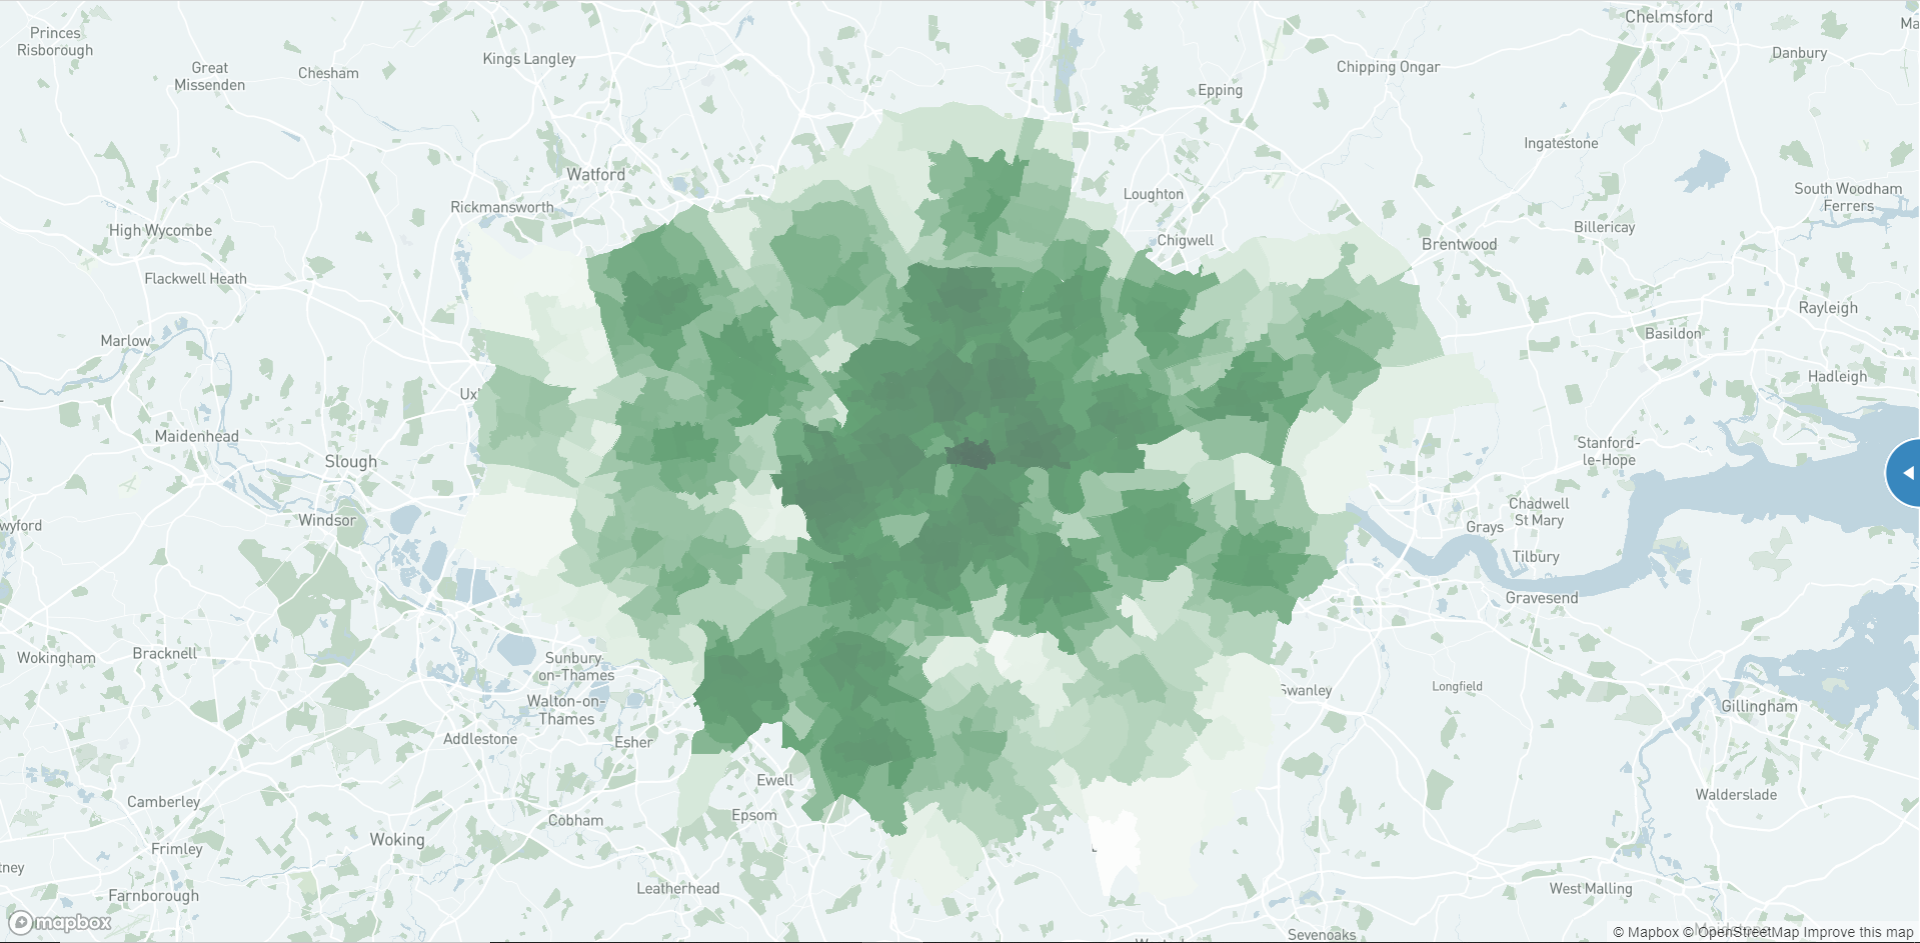 Princes
Risborough
Great
Missenden
Chesham
Kings Langley
Chelmsford
Ma
Danbury
Chipping Ongar
Epping
Ingatestone
Watford
Rickmansworth
Loughton
South Woodham
Ferrers
High Wycombe
Billericay
Chigwell
Brentwood
Flackwell Heath
Rayleigh
Marlow
Basildon
Hadleigh
Ux
Maidenhead
Slough
Stanford-
le-Hope
Windsor
wyford
Chadwell
St Mary
Grays
Tilbury
Gravesend
Wokingham
Bracknell
Sunbury-
on-Thames
Swanley
Longfield
Walton-on-
Thames
Gillingham
Addlestone
Esher
Ewell
Epsom
Camberley
Cobham
Walderslade
Woking
Frimley
ney
Farnborough
Leatherhead
West Malling
Sevenoaks
mapbox
© Mapbox © OpenStreetMap Improve this map